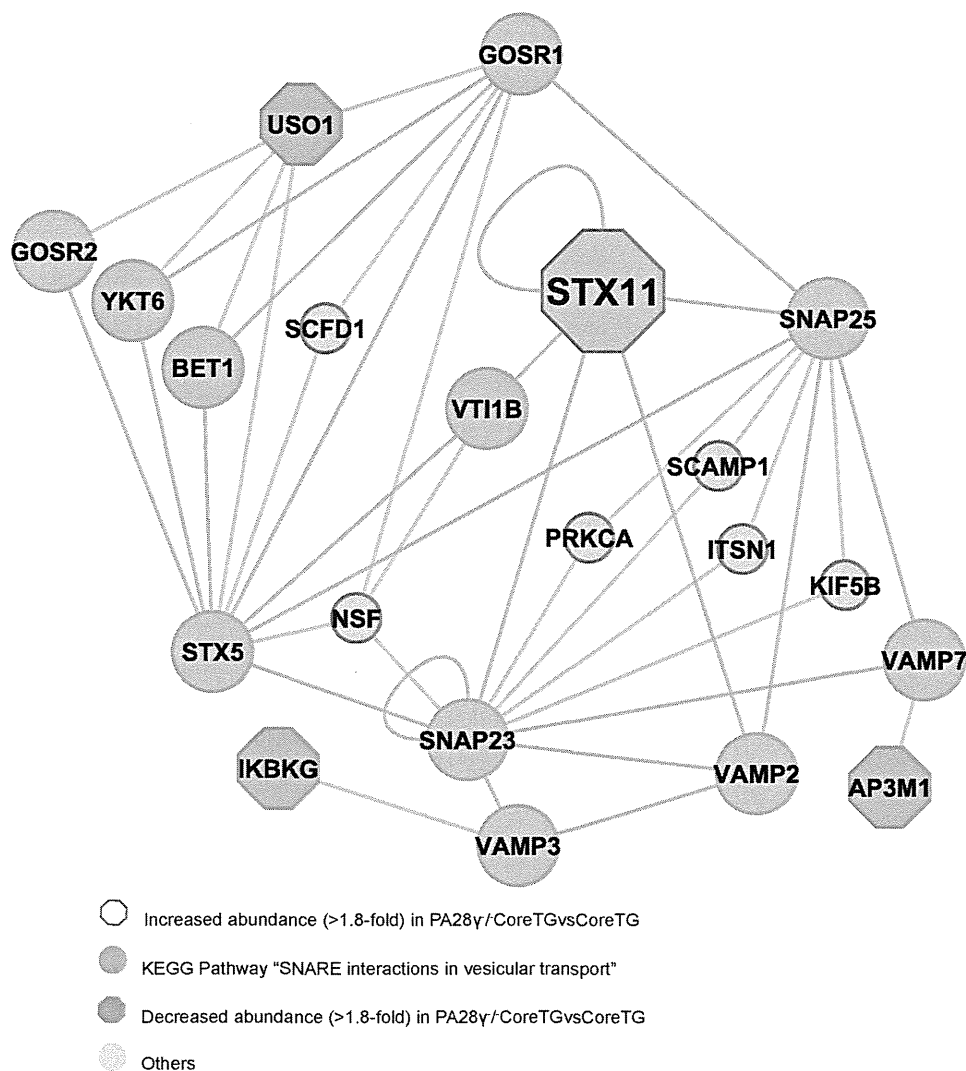 GOSR1
USO1
GOSR2
YKT6
SCFD1
BET1
STX11
SNAP25
VTI1B
SCAMP1
PRKCA
ITSN1
KIF5B
NSF
STX5
VAMP7
SNAP23
IKBKG
VAMP2
AP3M1
VAMP3
Increased abundance (>1.8-fold) in PA28γ/-CoreTGvsCoreTG
KEGG Pathway “SNARE interactions in vesicular transport”
Decreased abundance (>1.8-fold) in PA28γ/-CoreTGvsCoreTG
Others